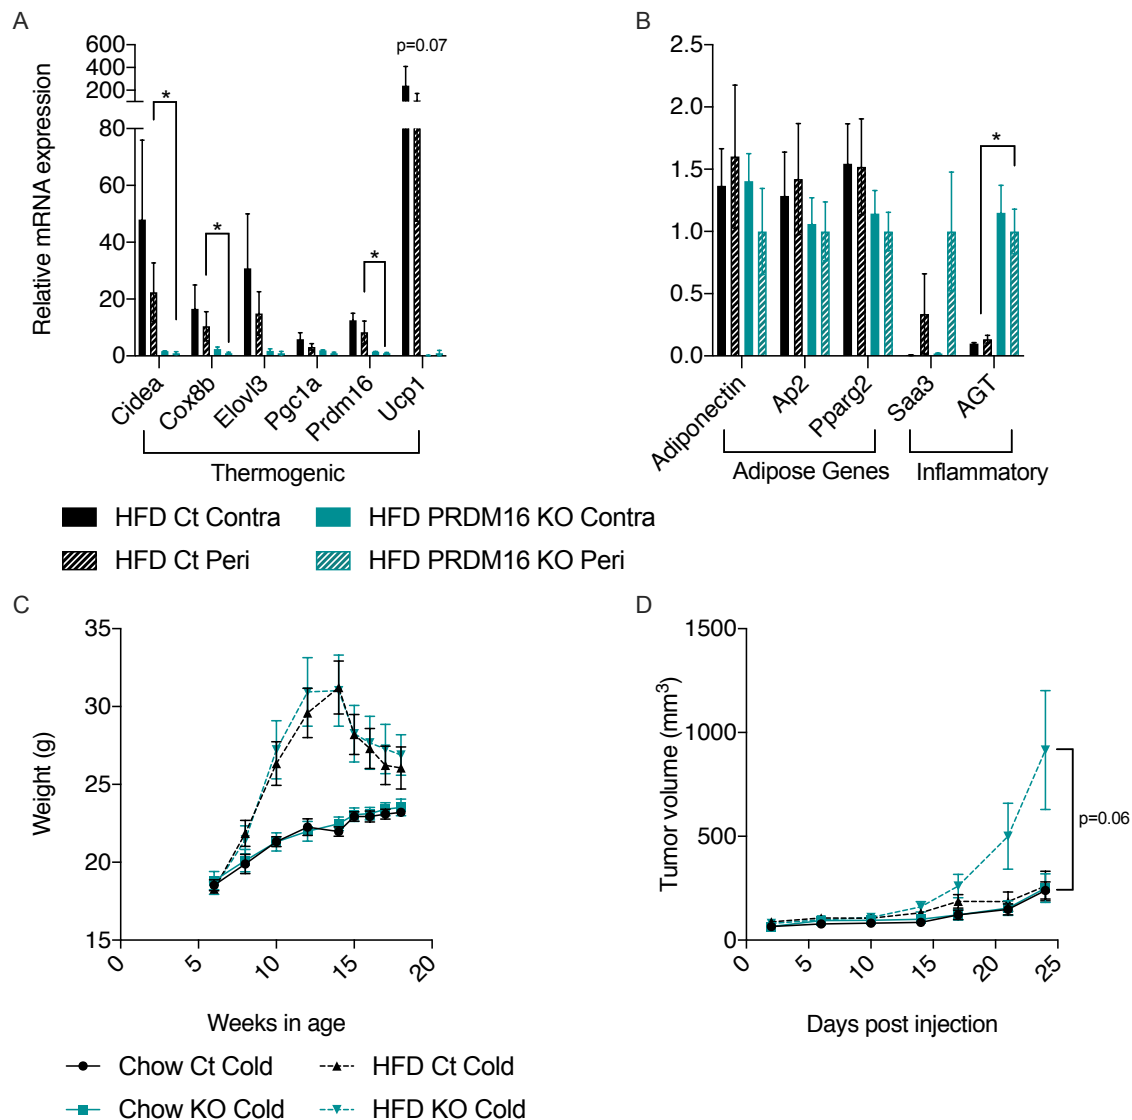 A
Relative mRNA expression
600
400
200
80
60
40
20
0
*
*
*
p=0.07
Cidea
Cox8b
Elovl3
Pgc1a
Prdm16
Ucp1
Thermogenic
B
2.5
2.0
1.5
1.0
0.5
0.0
*
Adiponectin
Ap2
Pparg2
Saa3
AGT
Adipose Genes
Inflammatory
HFD Ct Contra
HFD PRDM16 KO Contra
HFD Ct Peri
HFD PRDM16 KO Peri
C
Weight (g)
35
30
25
20
15
0
5
10
15
20
Weeks in age
Chow Ct Cold
HFD Ct Cold
Chow KO Cold
HFD KO Cold
D
Tumor volume (mm³)
1500
1000
500
0
p=0.06
0
5
10
15
20
25
Days post injection